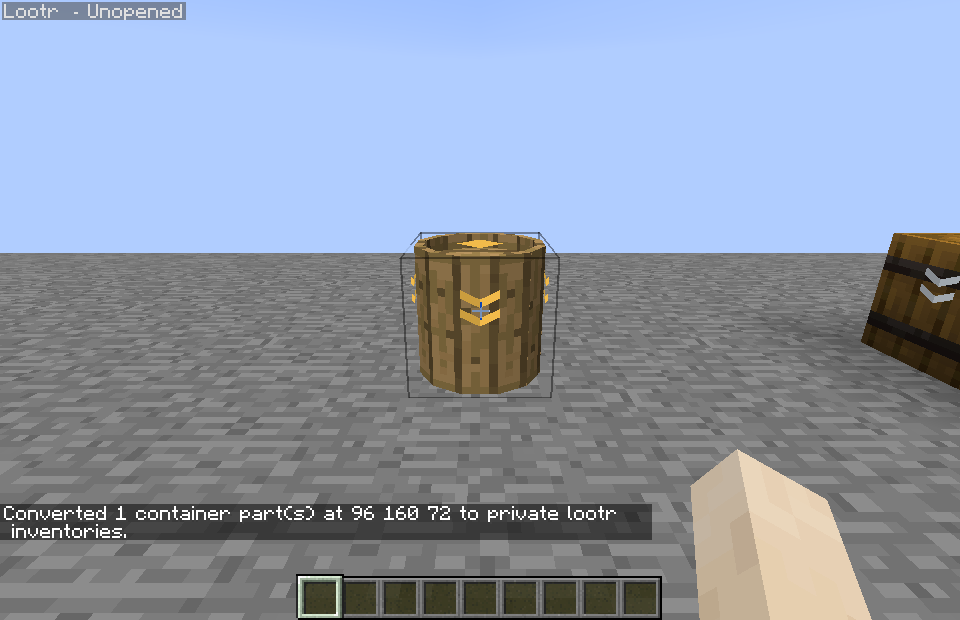 Lootr - Unopened
Converted 1 container part(s) at 96 160 72 to private lootr
inventories.